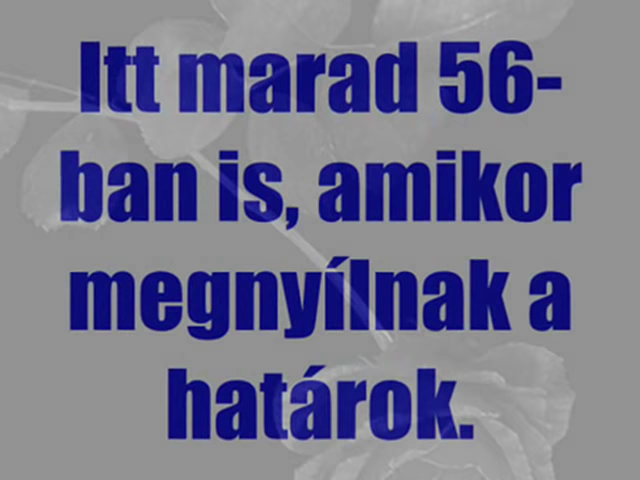 Itt marad 56-
ban is, amikor
megnyílnak a
határok.